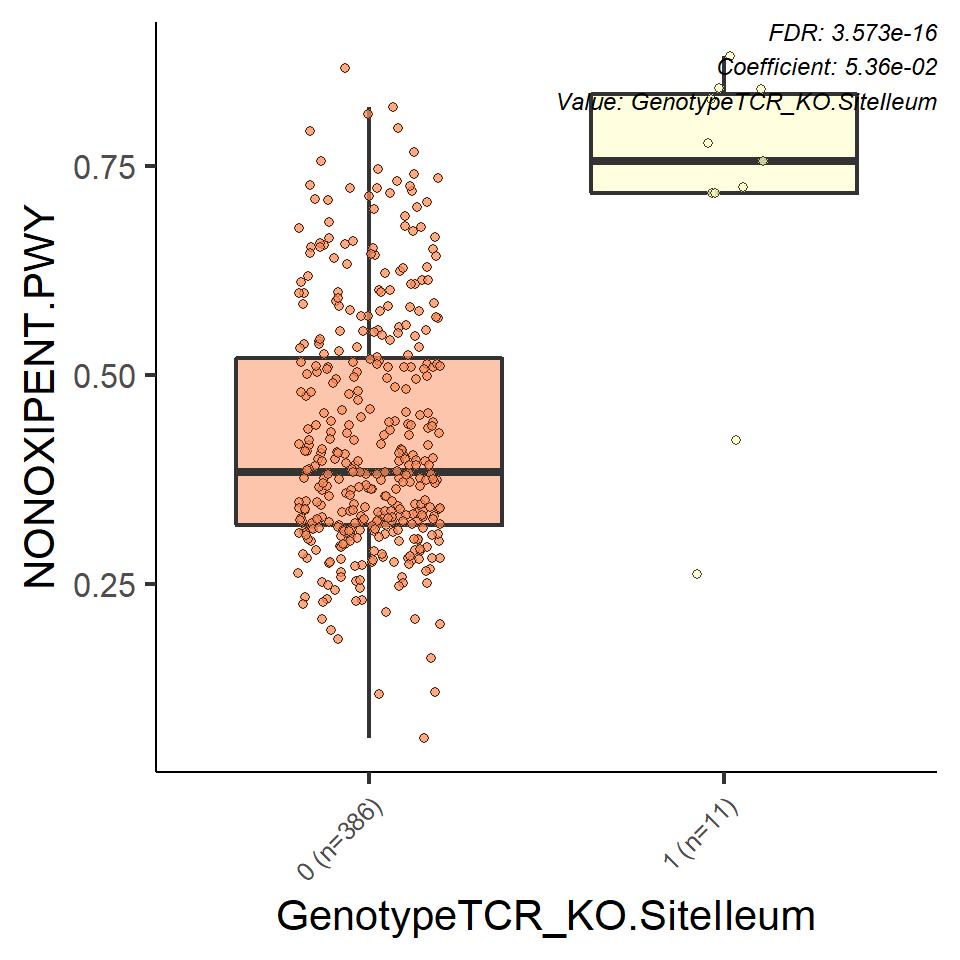 FDR: 3.573e-16
Coefficient: 5.36e-02
Value: GenotypeTCR_KO.SiteIleum
NONOXIPENT.PWY
0.75
0.50
0.25
0 (n=386)
1 (n=11)
GenotypeTCR_KO.SiteIleum